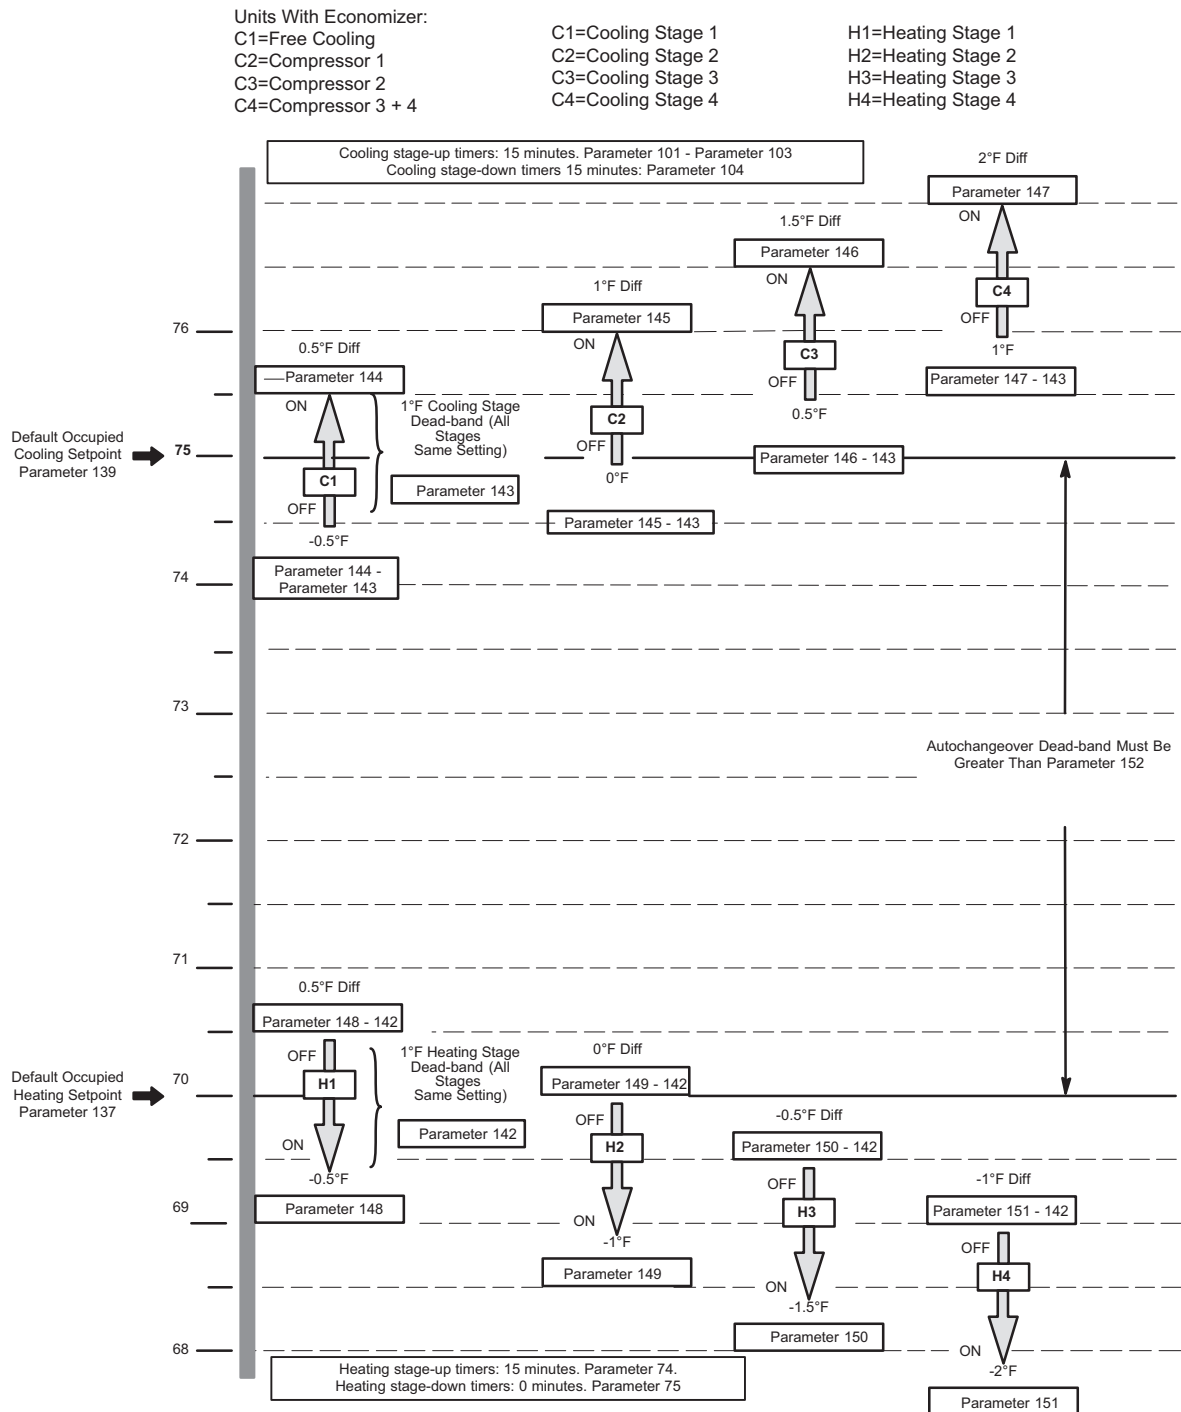 Units With Economizer:
C1=Free Cooling
C2=Compressor 1
C3=Compressor 2
C4=Compressor 3 + 4
C1=Cooling Stage 1
C2=Cooling Stage 2
C3=Cooling Stage 3
C4=Cooling Stage 4
H1=Heating Stage 1
H2=Heating Stage 2
H3=Heating Stage 3
H4=Heating Stage 4
Cooling stage-up timers: 15 minutes. Parameter 101 - Parameter 103
Cooling stage-down timers 15 minutes: Parameter 104
2°F Diff
Parameter 147
ON
C4
OFF
1°F
Parameter 147 - 143
1.5°F Diff
Parameter 146
ON
C3
OFF
0.5°F
Parameter 146 - 143
1°F Diff
Parameter 145
ON
C2
OFF
0°F
Parameter 145 - 143
76
0.5°F Diff
Parameter 144
ON
C1
OFF
-0.5°F
Parameter 144 -
Parameter 143
1°F Cooling Stage
Dead-band (All
Stages
Same Setting)
Parameter 143
Default Occupied
Cooling Setpoint
Parameter 139
75
74
73
Autochangeover Dead-band Must Be
Greater Than Parameter 152
72
71
0.5°F Diff
Parameter 148 - 142
OFF
H1
ON
-0.5°F
Parameter 148
1°F Heating Stage
Dead-band (All
Stages
Same Setting)
Parameter 142
Default Occupied
Heating Setpoint
Parameter 137
70
0°F Diff
Parameter 149 - 142
OFF
H2
ON
-1°F
Parameter 149
-0.5°F Diff
Parameter 150 - 142
OFF
H3
ON
-1.5°F
Parameter 150
-1°F Diff
Parameter 151 - 142
OFF
H4
ON
-2°F
Parameter 151
69
68
Heating stage-up timers: 15 minutes. Parameter 74.
Heating stage-down timers: 0 minutes. Parameter 75